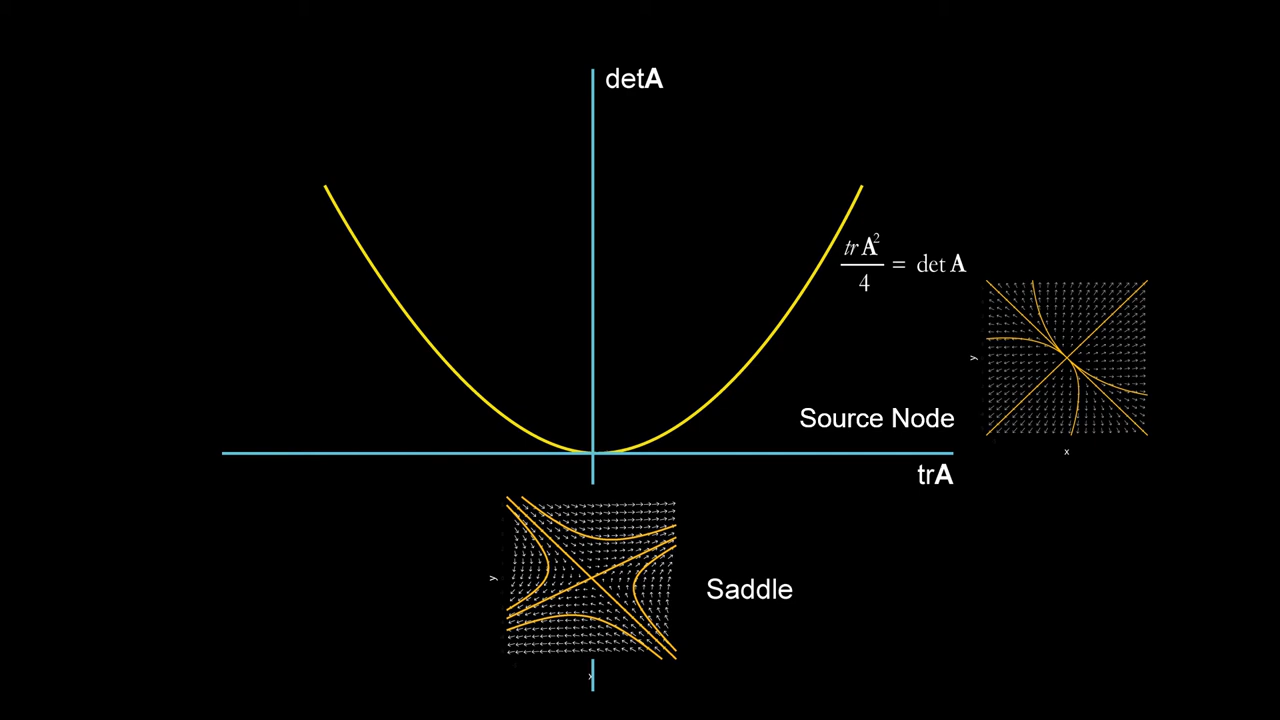 detA
trA²
4
= det A
y
Source Node
x
trA
y
Saddle
x